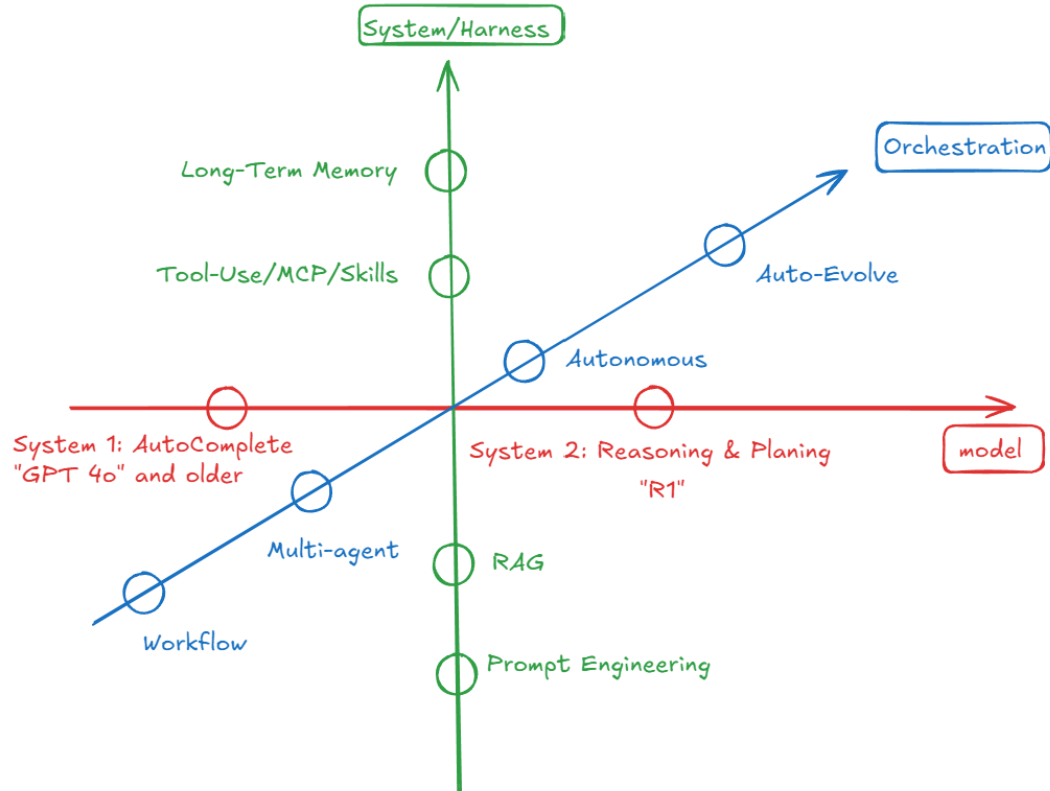 System/Harness
Orchestration
Long-Term Memory
Tool-Use/MCP/Skills
Auto-Evolve
Autonomous
System 1: AutoComplete
"GPT 4o" and older
System 2: Reasoning & Planing
"R1"
model
Multi-agent
RAG
Workflow
Prompt Engineering